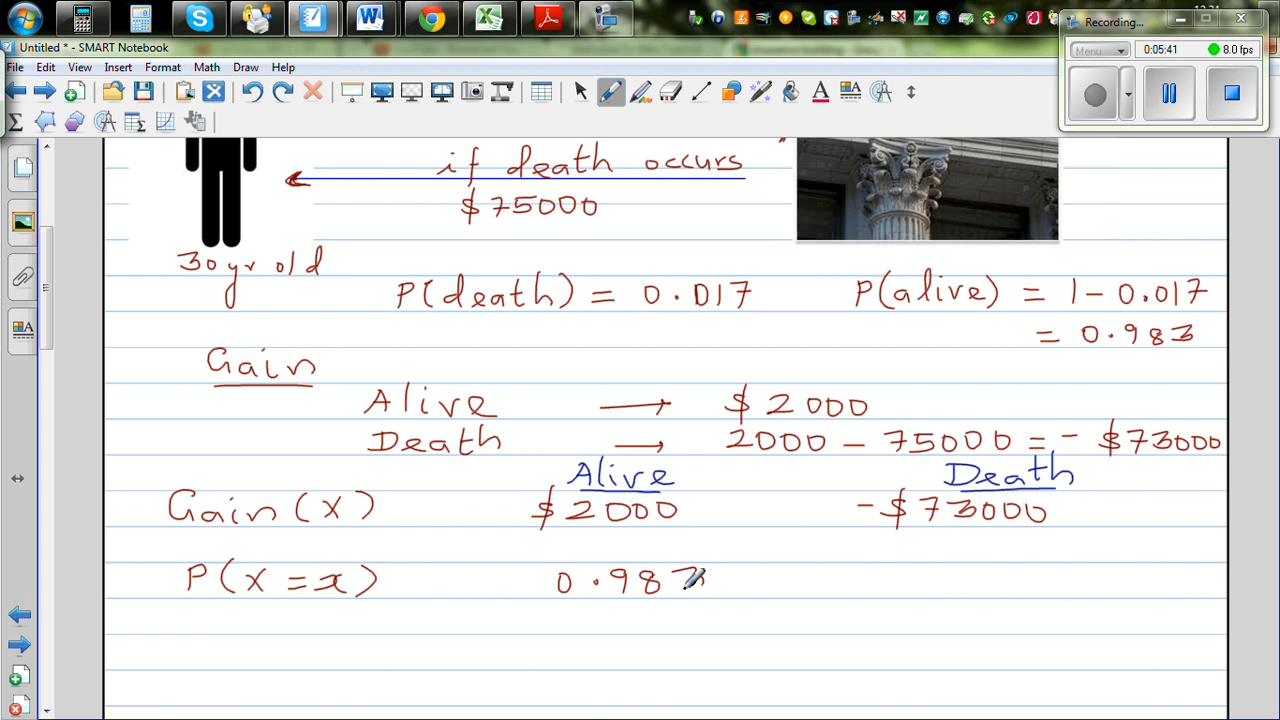 Recording...
Menu
0:05:41
8.0 fps
Untitled * - SMART Notebook
File Edit View Insert Format Math Draw Help
if death occurs
$75000
30yr old
P(death) = 0.017
P(alive) = 1 - 0.017
= 0.983
Gain
Alive → $2000
Death → 2000 - 75000 = - $73000
Alive Death
Gain (X) $2000 -$73000
P(X=x) 0.983